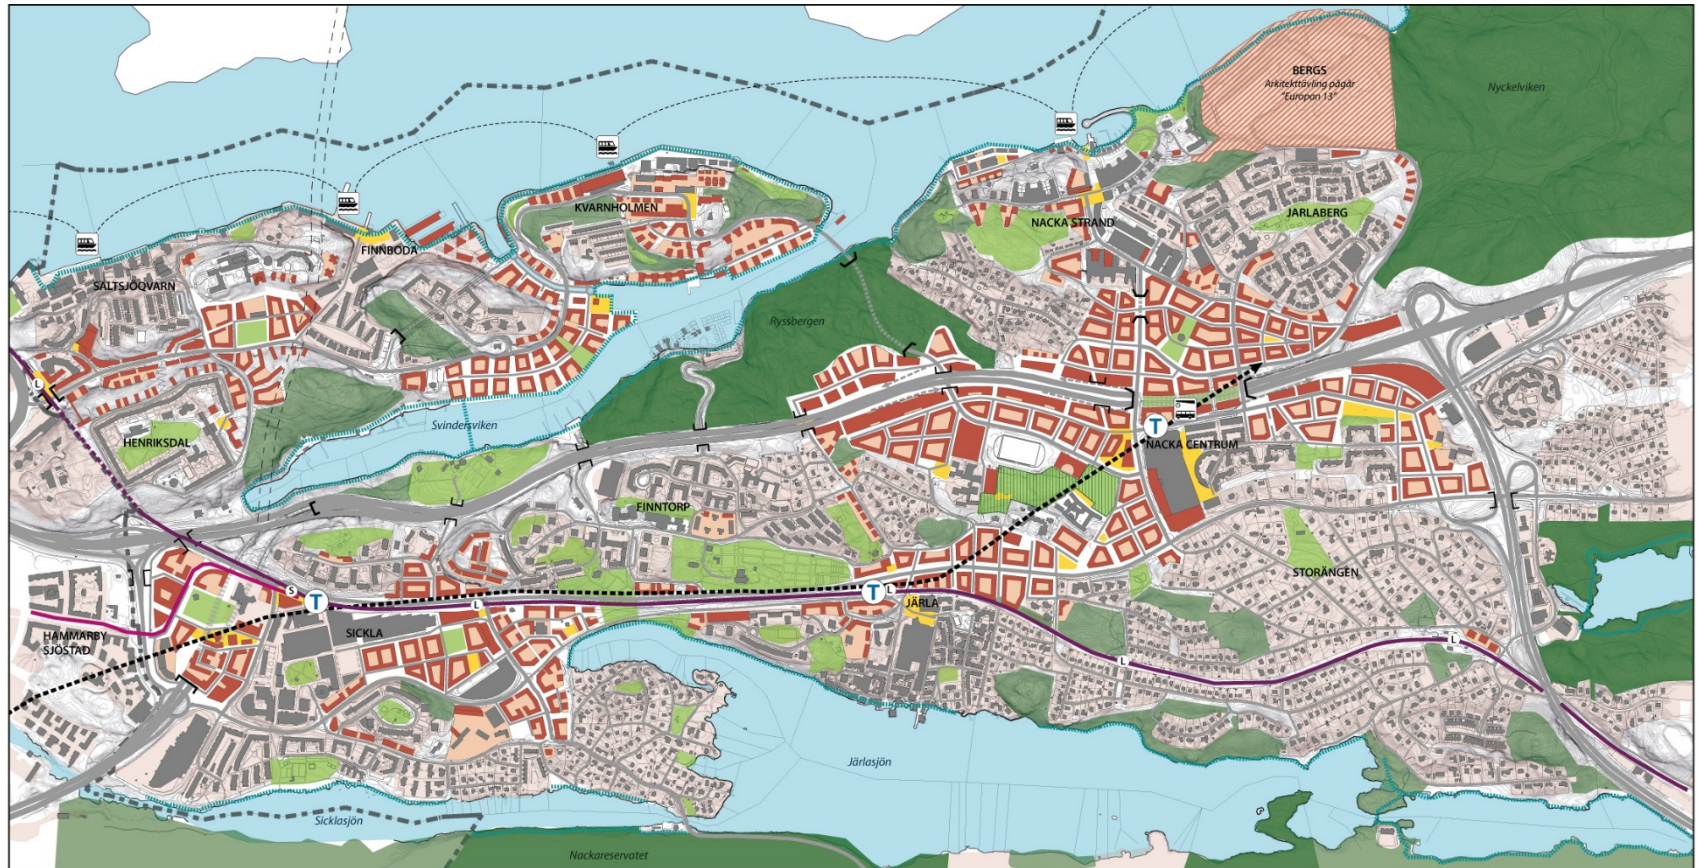 BERGS
Arkitekttävling pågår
"Europan 13"
Nyckelviken
KVARNHOLMEN
JARLABERG
NACKA STRAND
FINNBODA
SALTSJÖQVARN
Ryssbergen
L
Svindersviken
HENRIKSDAL
T
NACKA CENTRUM
FINNTORP
STORÄNGEN
S
T
L
T
L
JÄRLA
SICKLA
HAMMARBY
SJÖSTAD
L
L
Järlasjön
Sicklasjön
Nackareservatet